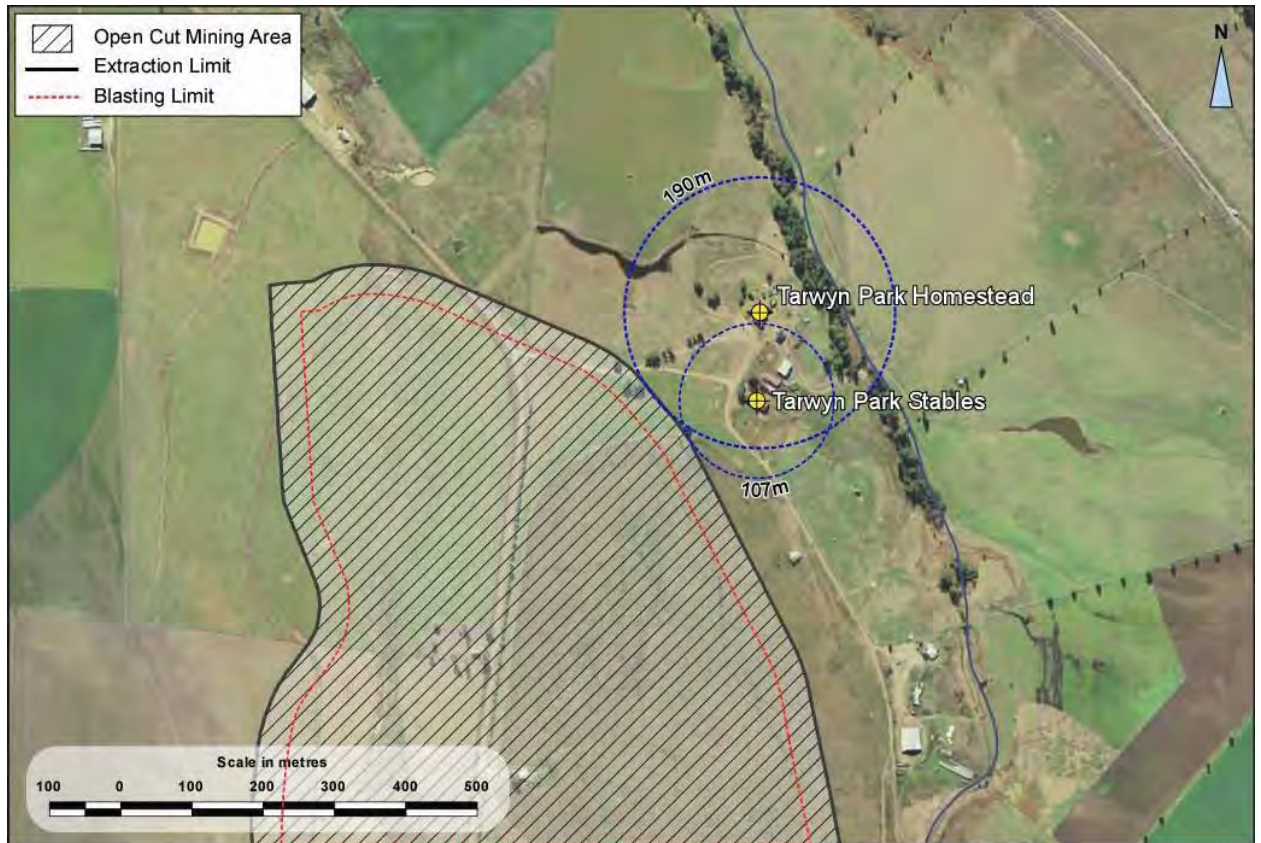 Open Cut Mining Area
Extraction Limit
Blasting Limit
N
190m
Tarwyn Park Homestead
Tarwyn Park Stables
107m
Scale in metres
100 0 100 200 300 400 500